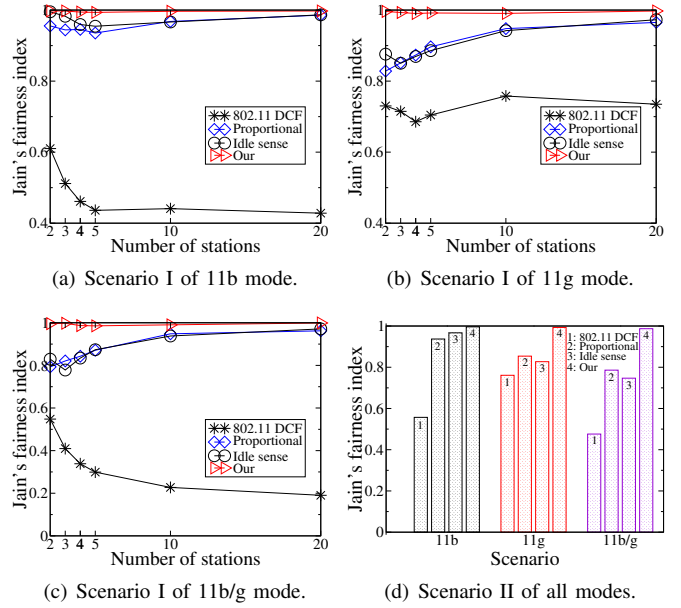 Jain's fairness index
1
0.8
0.6
0.4
802.11 DCF
Proportional
Idle sense
Our
2 3 4 5 10 20
Number of stations
(a) Scenario I of 11b mode.
Jain's fairness index
1
0.8
0.6
0.4
802.11 DCF
Proportional
Idle sense
Our
2 3 4 5 10 20
Number of stations
(b) Scenario I of 11g mode.
Jain's fairness index
1
0.8
0.6
0.4
0.2
0
802.11 DCF
Proportional
Idle sense
Our
2 3 4 5 10 20
Number of stations
(c) Scenario I of 11b/g mode.
Jain's fairness index
1
0.8
0.6
0.4
0.2
0
1: 802.11 DCF
2: Proportional
3: Idle sense
4: Our
1 2 3 4
1 2 3 4
1 2 3 4
11b 11g 11b/g
Scenario
(d) Scenario II of all modes.